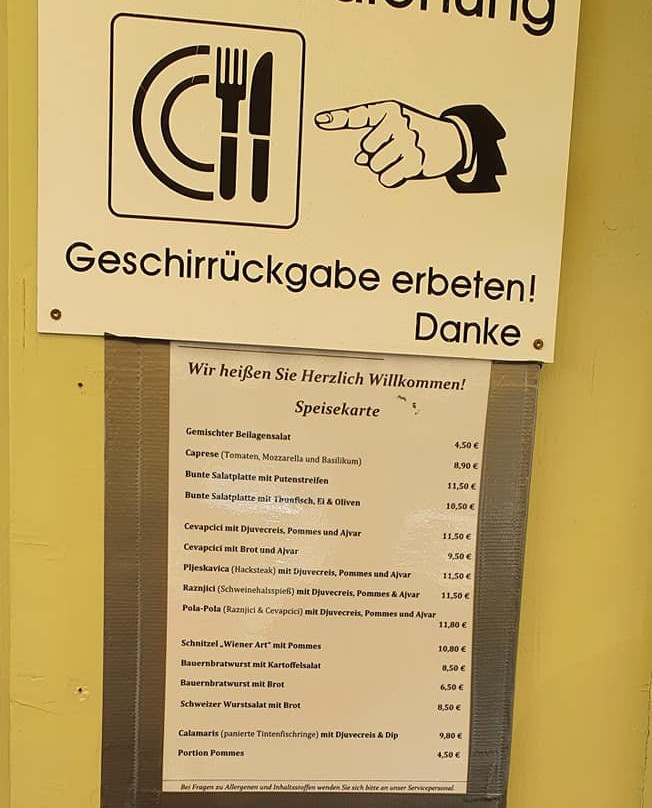 Geschirrückgabe erbeten!
Danke
Wir heißen Sie Herzlich Willkommen!
Speisekarte
Gemischter Beilagensalat 4,50 €
Caprese (Tomaten, Mozzarella und Basilikum) 8,90 €
Bunte Salatplatte mit Putenstreifen 11,50 €
Bunte Salatplatte mit Thunfisch, Ei & Oliven 10,50 €
Cevapcici mit Djuvecreis, Pommes und Ajvar 11,50 €
Cevapcici mit Brot und Ajvar 9,50 €
Pljeskavica (Hacksteak) mit Djuvecreis, Pommes und Ajvar 11,50 €
Raznjici (Schweinehalsspieß) mit Djuvecreis, Pommes & Ajvar 11,50 €
Pola-Pola (Raznjici & Cevapcici) mit Djuvecreis, Pommes und Ajvar
11,80 €
Schnitzel „Wiener Art“ mit Pommes 10,80 €
Bauernbratwurst mit Kartoffelsalat 8,50 €
Bauernbratwurst mit Brot 6,50 €
Schweizer Wurstsalat mit Brot 8,50 €
Calamaris (panierte Tintenfischringe) mit Djuvecreis & Dip 9,80 €
Portion Pommes 4,50 €
Bei Fragen zu Allergenen und Inhaltsstoffen wenden Sie sich bitte an unser Servicepersonal.